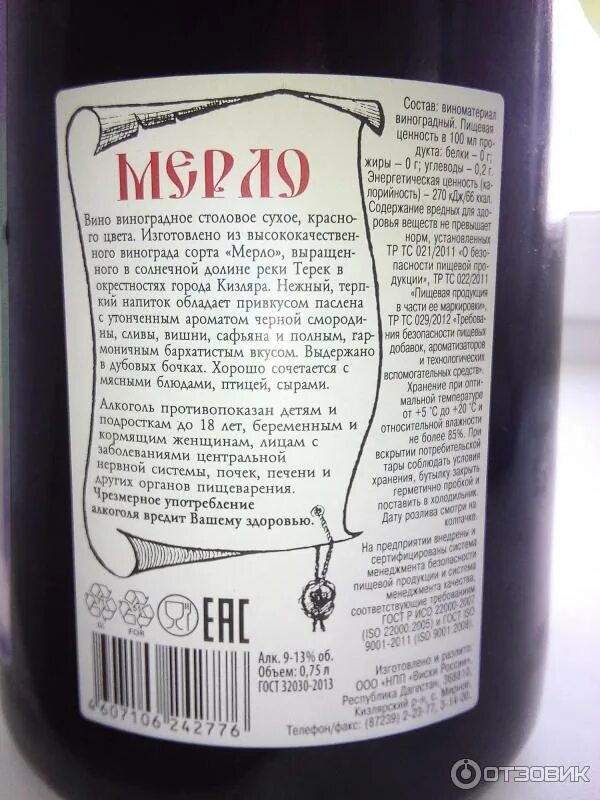 МЕРЛО
Вино виноградное столовое сухое, красно-
го цвета. Изготовлено из высококачествен-
ного винограда сорта «Мерло», выращен-
ного в солнечной долине реки Терек в
окрестностях города Кизляра. Нежный, терп-
кий напиток обладает привкусом паслена
с утонченным ароматом черной смороди-
ны, сливы, вишни, сафьяна и полным, гар-
моничным бархатистым вкусом. Выдержано
в дубовых бочках. Хорошо сочетается с
мясными блюдами, птицей, сырами.
Алкоголь противопоказан детям и
подросткам до 18 лет, беременным и
кормящим женщинам, лицам с
заболеваниями центральной
нервной системы, почек, печени и
других органов пищеварения.
Чрезмерное употребление
алкоголя вредит Вашему здоровью.
GL
FOR
ЕАС
4607106 242776
Алк. 9-13% об.
Объем: 0,75 л
ГОСТ 32030-2013
Состав: виноматериал
виноградный. Пищевая
ценность в 100 мл про-
дукта: белки – 0 г;
жиры – 0 г; углеводы – 0,2 г.
Энергетическая ценность (ка-
лорийность) – 270 кДж/66 ккал.
Содержание вредных для здо-
ровья веществ не превышает
норм, установленных
ТР ТС 021/2011 «О безо-
пасности пищевой про-
дукции», ТР ТС 022/2011
«Пищевая продукция
в части ее маркировки»,
ТР ТС 029/2012 «Требова-
ния безопасности пищевых
добавок, ароматизаторов
и технологических
вспомогательных средств».
Хранение при опти-
мальной температуре
от +5 °С до +20 °С и
относительной влажности
не более 85%. При
вскрытии потребительской
тары соблюдать условия
хранения, бутылку закрыть
герметично пробкой и
поставить в холодильник.
Дату розлива смотри на
колпачке.
На предприятии внедрены и
сертифицированы система
менеджмента безопасности
пищевой продукции и система
менеджмента качества,
соответствующие требованиям
ГОСТ Р ИСО 22000-2007
(ISO 22000:2005) и ГОСТ ISO
9001-2011 (ISO 9001:2008).
Изготовлено и разлито:
ООО «НПП «Виски России»,
Республика Дагестан, 368810,
Кизлярский р-н, с. Мирное.
Телефон/факс: (87239) 2-23-77, 3-14-06.
ОТЗОВИК